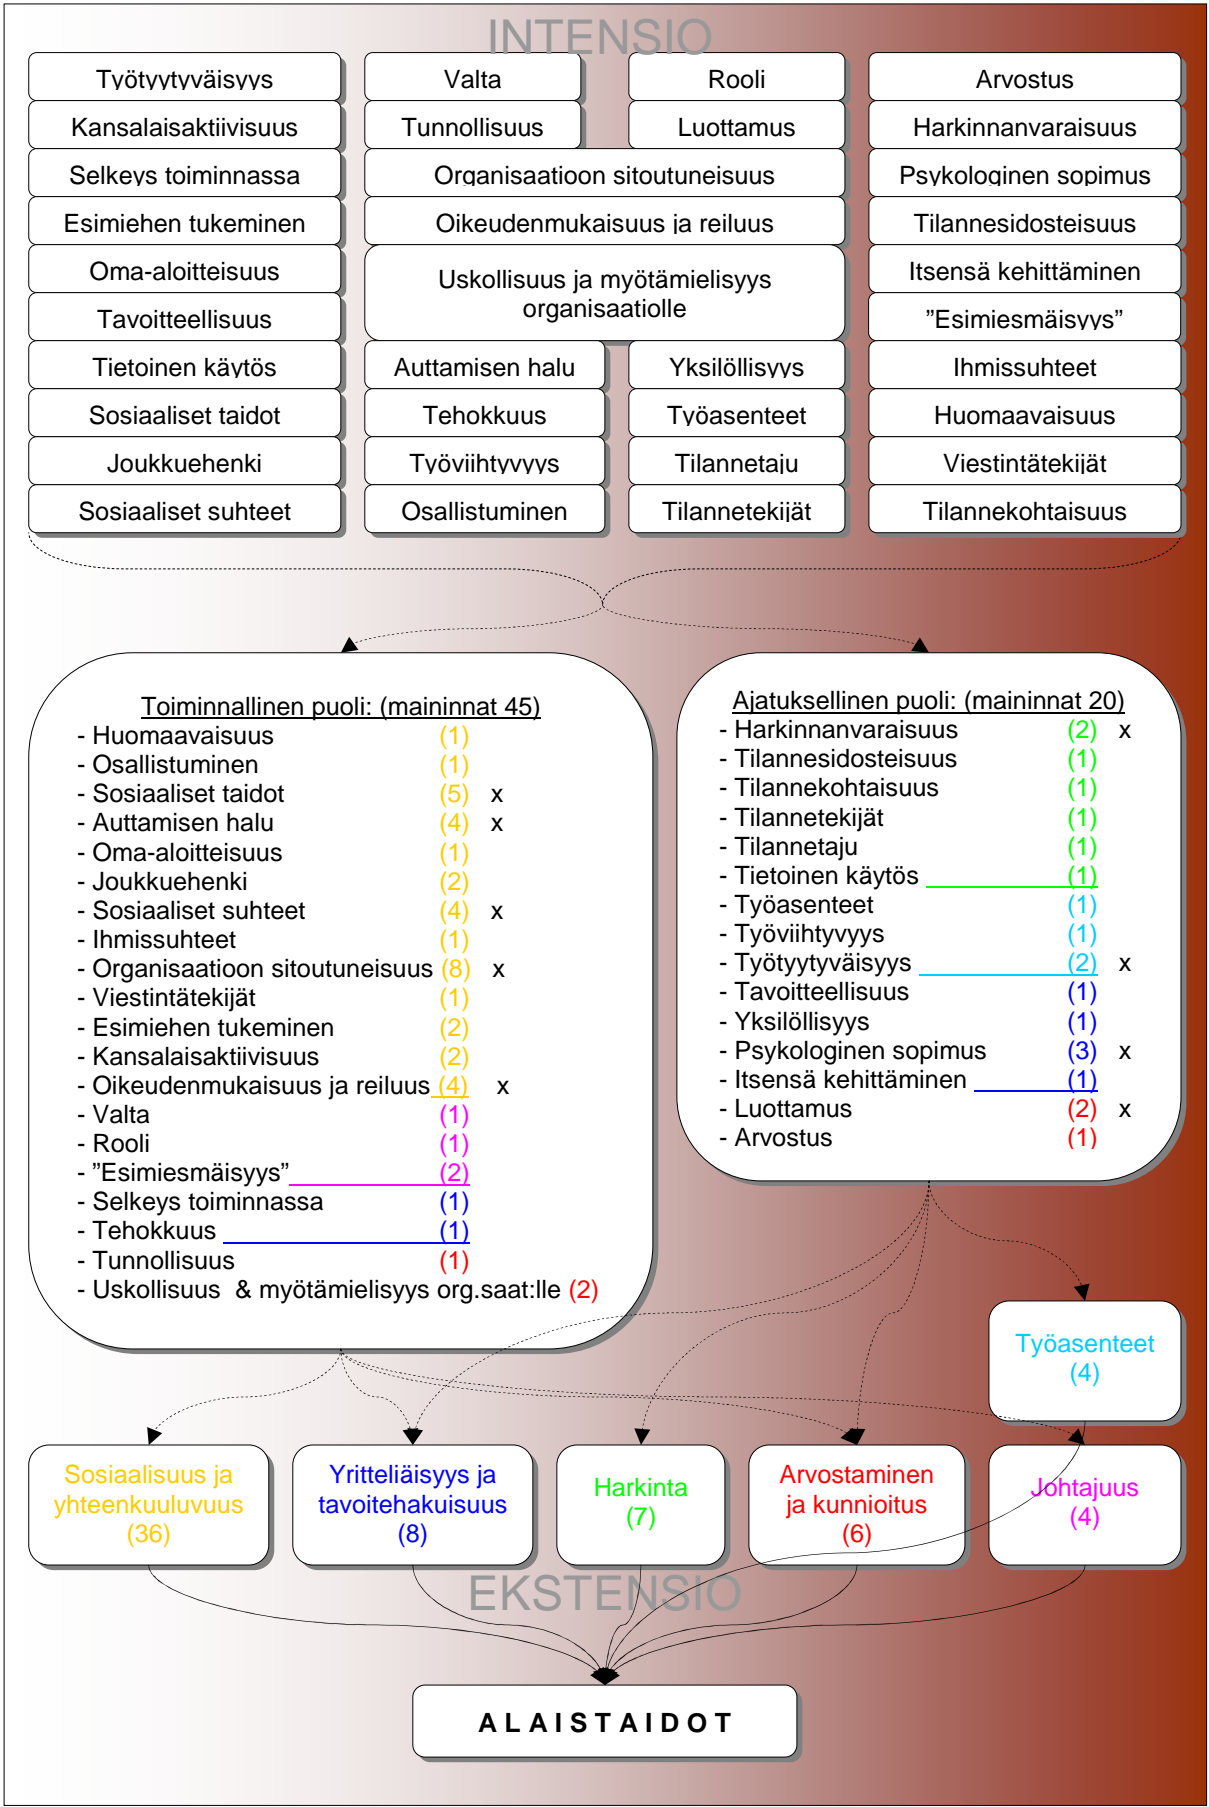 INTENSIO
Työtyytyväisyys
Valta
Rooli
Arvostus
Kansalaisaktiivisuus
Tunnollisuus
Luottamus
Harkinnanvaraisuus
Selkeys toiminnassa
Organisaatioon sitoutuneisuus
Psykologinen sopimus
Esimiehen tukeminen
Oikeudenmukaisuus ja reiluus
Tilannesidosteisuus
Oma-aloitteisuus
Uskollisuus ja myötämielisyys
organisaatiolle
Itsensä kehittäminen
Tavoitteellisuus
”Esimiesmäisyys”
Tietoinen käytös
Auttamisen halu
Yksilöllisyys
Ihmissuhteet
Sosiaaliset taidot
Tehokkuus
Työasenteet
Huomaavaisuus
Joukkuehenki
Työviihtyvyys
Tilannetaju
Viestintätekijät
Sosiaaliset suhteet
Osallistuminen
Tilannetekijät
Tilannekohtaisuus
Toiminnallinen puoli: (maininnat 45)
- Huomaavaisuus (1)
- Osallistuminen (1)
- Sosiaaliset taidot (5) x
- Auttamisen halu (4) x
- Oma-aloitteisuus (1)
- Joukkuehenki (2)
- Sosiaaliset suhteet (4) x
- Ihmissuhteet (1)
- Organisaatioon sitoutuneisuus (8) x
- Viestintätekijät (1)
- Esimiehen tukeminen (2)
- Kansalaisaktiivisuus (2)
- Oikeudenmukaisuus ja reiluus (4) x
- Valta (1)
- Rooli (1)
- ”Esimiesmäisyys” (2)
- Selkeys toiminnassa (1)
- Tehokkuus (1)
- Tunnollisuus (1)
- Uskollisuus & myötämielisyys org.saat:lle (2)
Ajatuksellinen puoli: (maininnat 20)
- Harkinnanvaraisuus (2) x
- Tilannesidosteisuus (1)
- Tilannekohtaisuus (1)
- Tilannetekijät (1)
- Tilannetaju (1)
- Tietoinen käytös (1)
- Työasenteet (1)
- Työviihtyvyys (1)
- Työtyytyväisyys (2) x
- Tavoitteellisuus (1)
- Yksilöllisyys (1)
- Psykologinen sopimus (3) x
- Itsensä kehittäminen (1)
- Luottamus (2) x
- Arvostus (1)
Työasenteet
(4)
Sosiaalisuus ja
yhteenkuuluvuus
(36)
Yritteliäisyys ja
tavoitehakuisuus
(8)
Harkinta
(7)
Arvostaminen
ja kunnioitus
(6)
Johtajuus
(4)
EKSTENSIO
ALAISTAIDOT